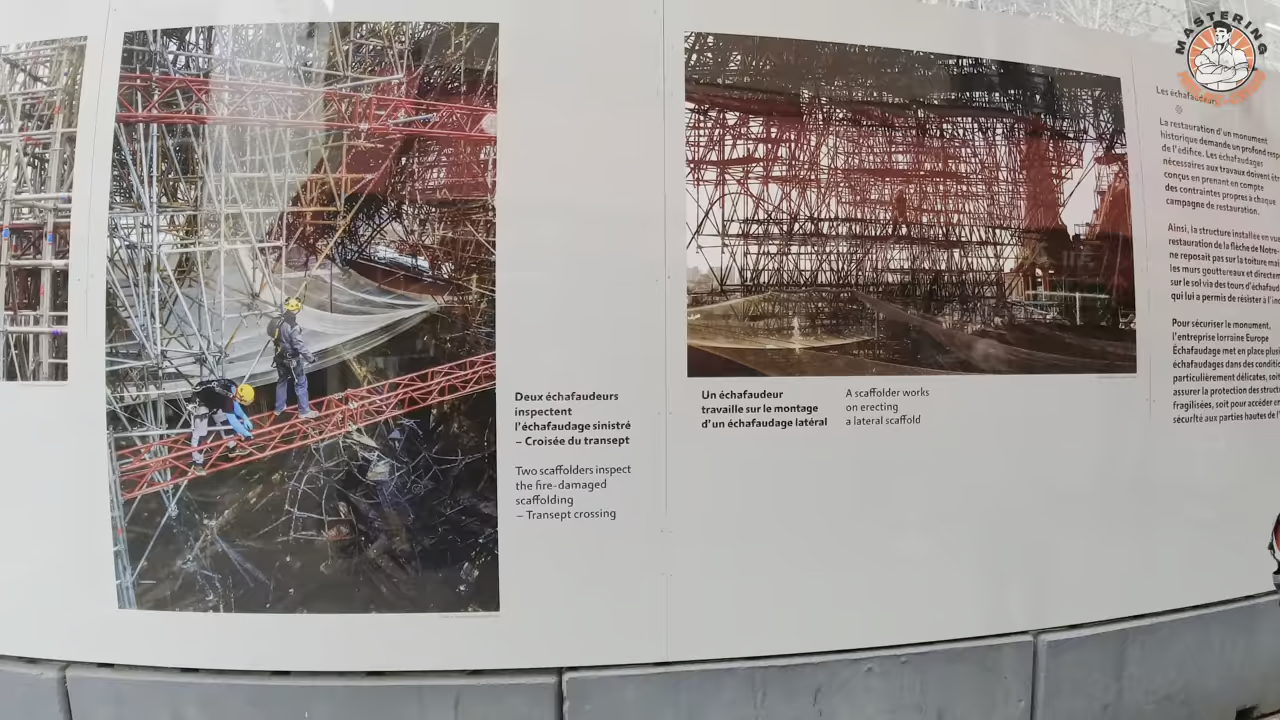 MASTERING
Deux échafaudeurs
inspectent
l'échafaudage sinistré
– Croisée du transept
Two scaffolders inspect
the fire-damaged
scaffolding
– Transept crossing
Un échafaudeur
travaille sur le montage
d'un échafaudage latéral
A scaffolder works
on erecting
a lateral scaffold
Les échafaudeurs
La restauration d'un monument
historique demande un profond
de l'édifice. Les échafaudages
nécessaires aux travaux doivent
conçus en prenant en compte
des contraintes propres à chaque
campagne de restauration.
Ainsi, la structure installée en
restauration de la flèche de Notre-
ne reposait pas sur la toiture
les murs gouttereaux et
sur le sol via des tours
qui lui a permis de résister à
Pour sécuriser le monument,
l'entreprise lorraine Europe
Échafaudage met en place
échafaudages dans des
particulièrement délicates, soit
assurer la protection des
fragilisées, soit pour accéder en
sécurité aux parties hautes de